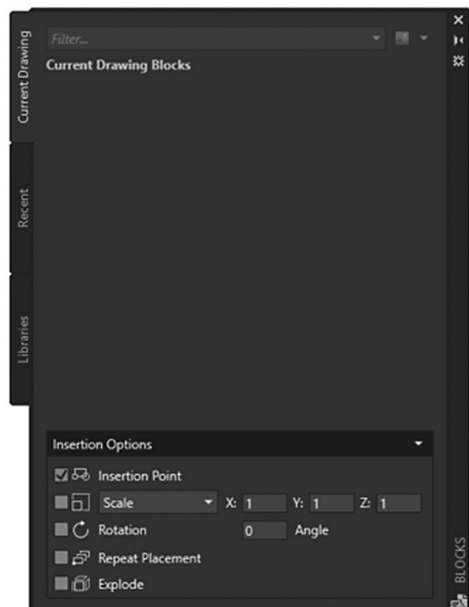 Current Drawing
Recent
Libraries
Filter...
Current Drawing Blocks
Insertion Options
Insertion Point
Scale X: 1 Y: 1 Z: 1
Rotation 0 Angle
Repeat Placement
Explode
BLOCKS